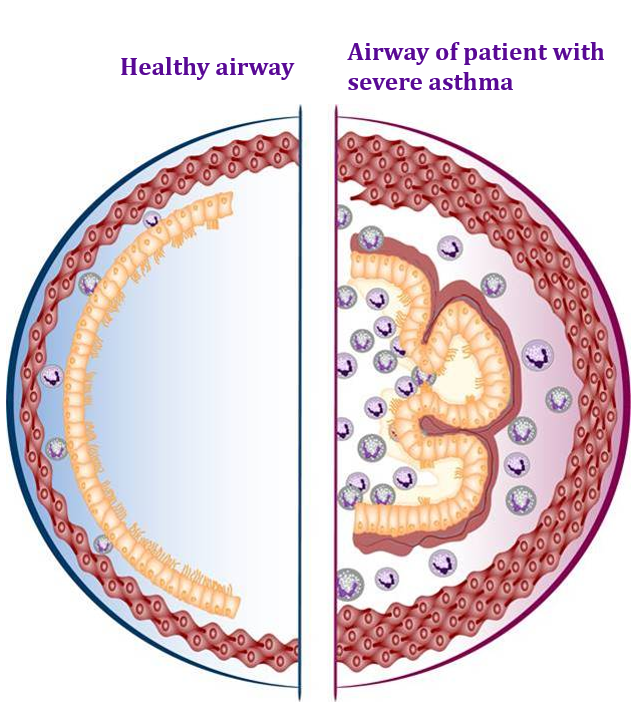 Healthy airway
Airway of patient with
severe asthma